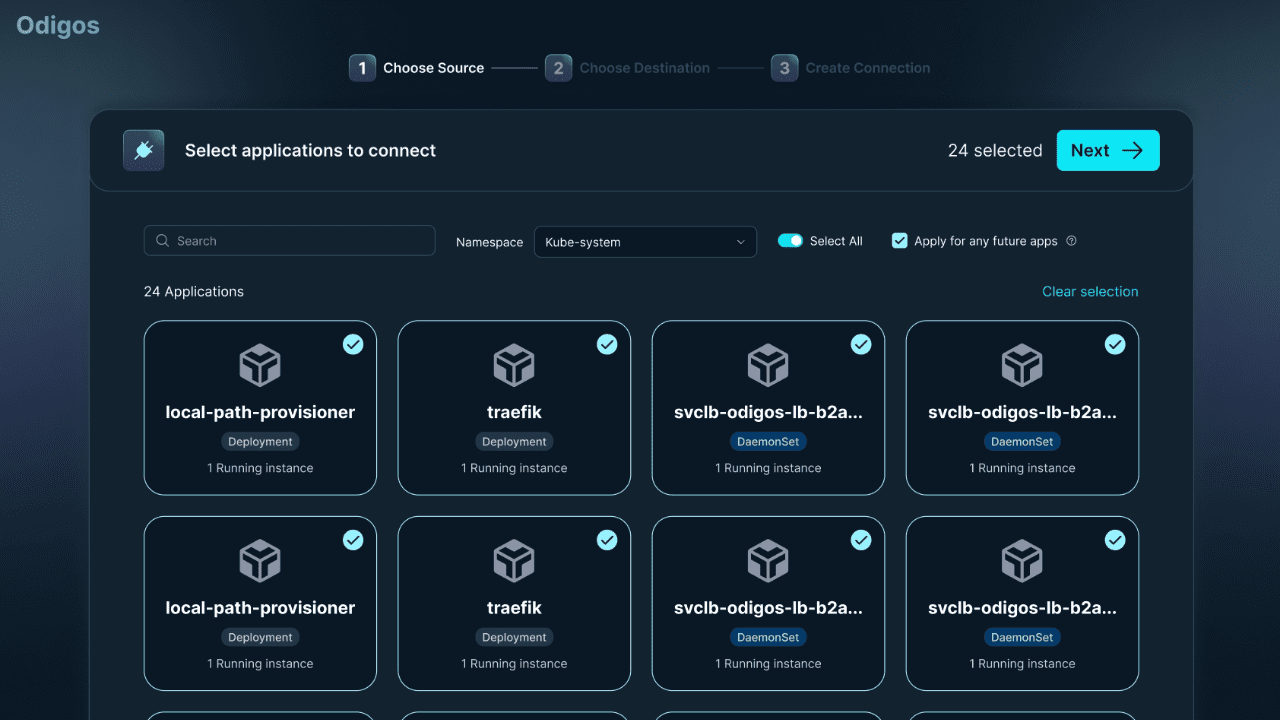 Odigos
1 Choose Source 2 Choose Destination 3 Create Connection
Select applications to connect 24 selected Next
Search Namespace Kube-system Select All Apply for any future apps ?
24 Applications Clear selection
local-path-provisioner traefik svclb-odigos-lb-b2a... svclb-odigos-lb-b2a...
Deployment Deployment DaemonSet DaemonSet
1 Running instance 1 Running instance 1 Running instance 1 Running instance
local-path-provisioner traefik svclb-odigos-lb-b2a... svclb-odigos-lb-b2a...
Deployment Deployment DaemonSet DaemonSet
1 Running instance 1 Running instance 1 Running instance 1 Running instance